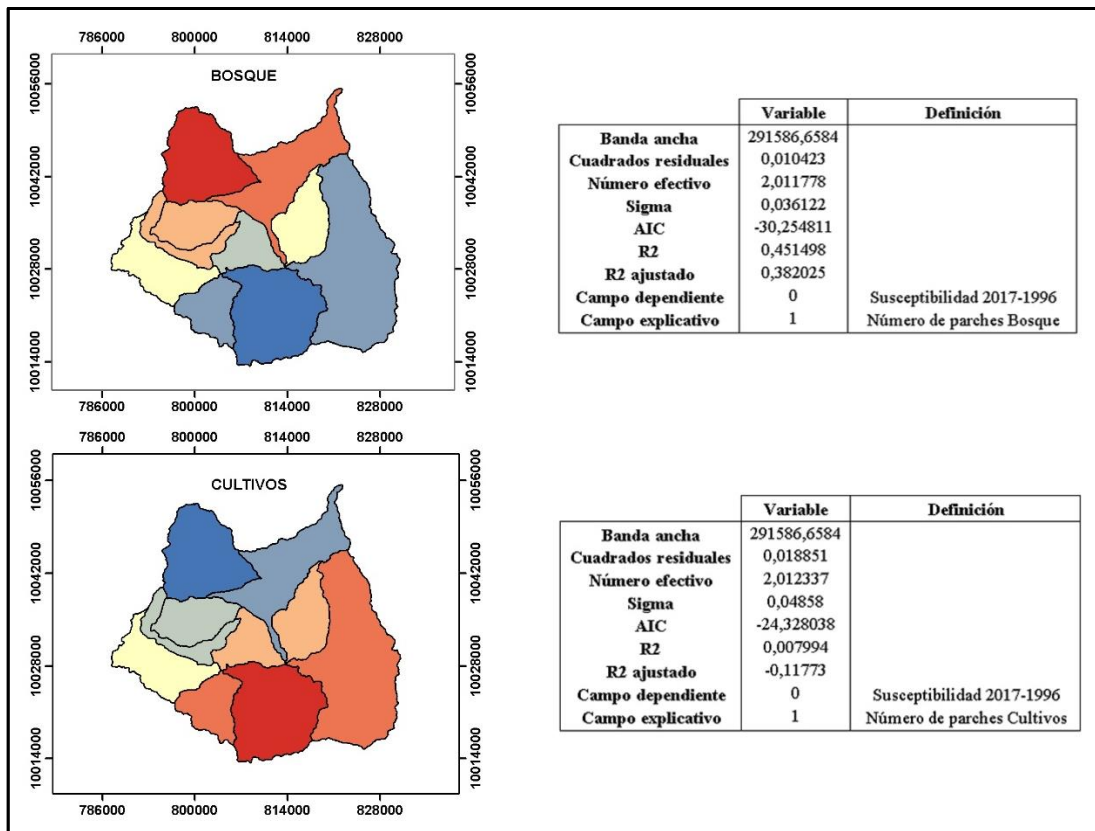 786000 800000 814000 828000
BOSQUE
10056000
10042000
10028000
10014000
10056000
10042000
10028000
10014000
786000 800000 814000 828000
Variable Definición
Banda ancha 291586,6584
Cuadrados residuales 0,010423
Número efectivo 2,011778
Sigma 0,036122
AIC -30,254811
R2 0,451498
R2 ajustado 0,382025
Campo dependiente 0 Susceptibilidad 2017-1996
Campo explicativo 1 Número de parches Bosque
786000 800000 814000 828000
CULTIVOS
10056000
10042000
10028000
10014000
10056000
10042000
10028000
10014000
786000 800000 814000 828000
Variable Definición
Banda ancha 291586,6584
Cuadrados residuales 0,018851
Número efectivo 2,012337
Sigma 0,04858
AIC -24,328038
R2 0,007994
R2 ajustado -0,11773
Campo dependiente 0 Susceptibilidad 2017-1996
Campo explicativo 1 Número de parches Cultivos